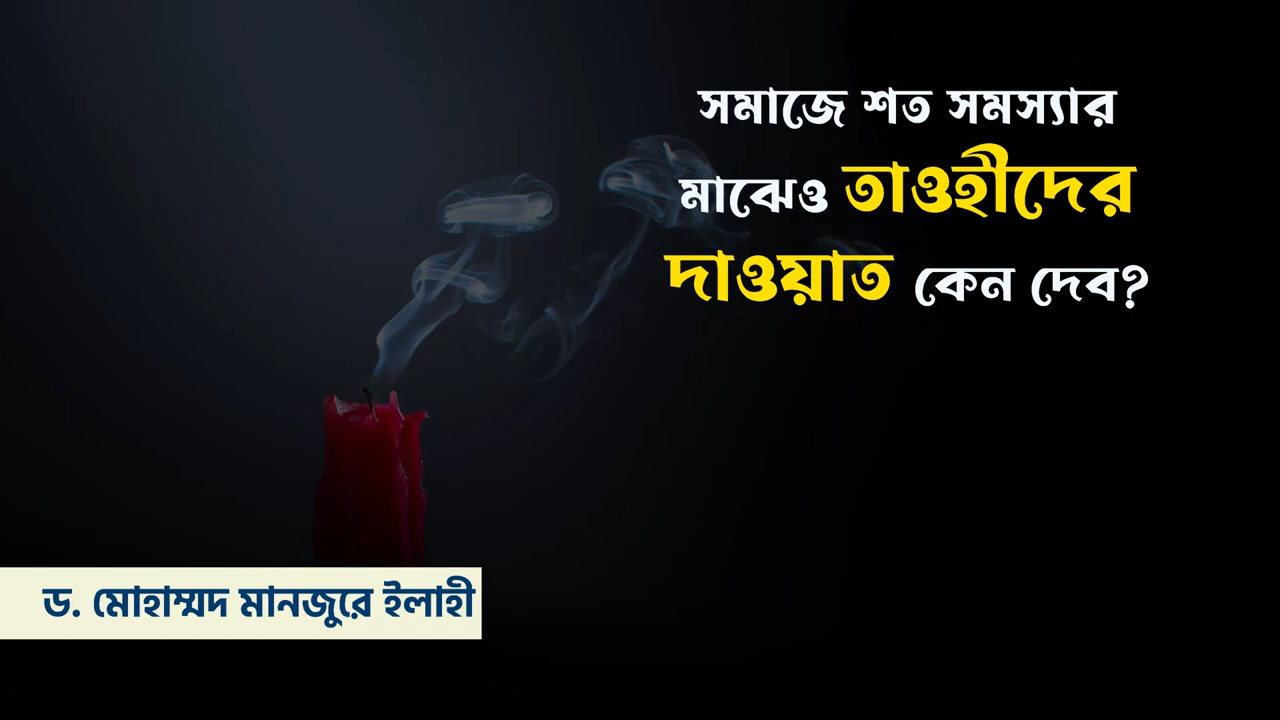 সমাজে শত সমস্যার
মাঝেও তাওহীদের
দাওয়াত কেন দেব?
ড. মোহাম্মদ মানজুরে ইলাহী